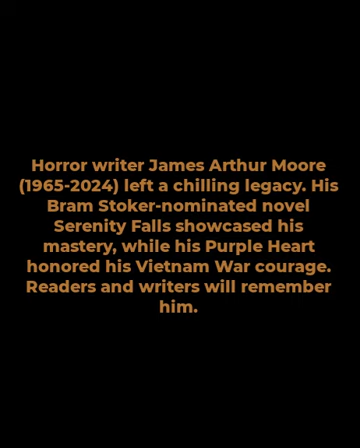 Horror writer James Arthur Moore
(1965-2024) left a chilling legacy. His
Bram Stoker-nominated novel
Serenity Falls showcased his
mastery, while his Purple Heart
honored his Vietnam War courage.
Readers and writers will remember
him.